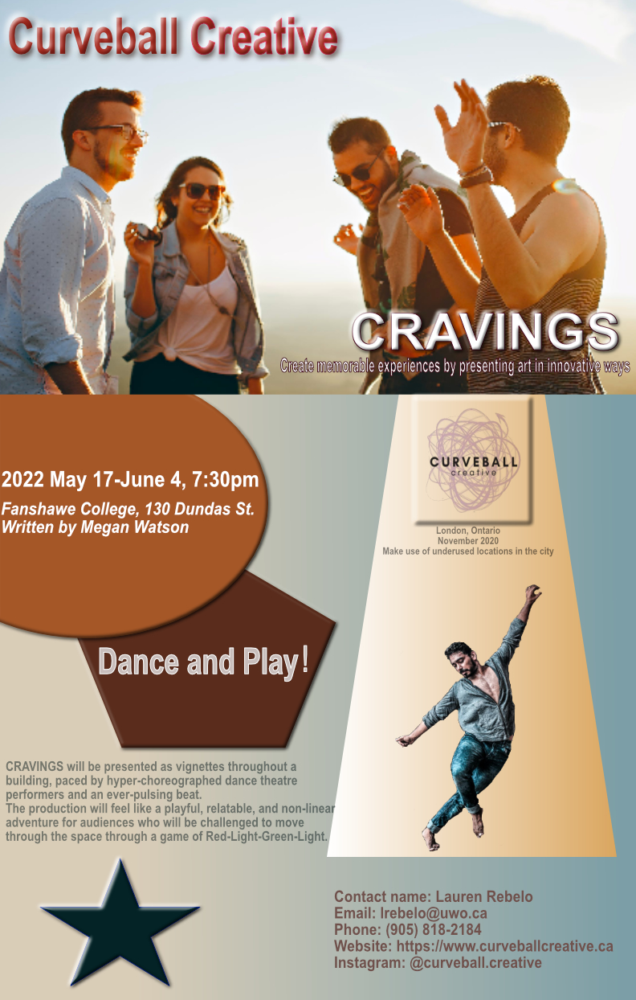 Curveball Creative
CRAVINGS
Create memorable experiences by presenting art in innovative ways
2022 May 17-June 4, 7:30pm
Fanshawe College, 130 Dundas St.
Written by Megan Watson
CURVEBALL
creative
London, Ontario
November 2020
Make use of underused locations in the city
Dance and Play!
CRAVINGS will be presented as vignettes throughout a
building, paced by hyper-choreographed dance theatre
performers and an ever-pulsing beat.
The production will feel like a playful, relatable, and non-linear
adventure for audiences who will be challenged to move
through the space through a game of Red-Light-Green-Light.
Contact name: Lauren Rebelo
Email: lrebelo@uwo.ca
Phone: (905) 818-2184
Website: https://www.curveballcreative.ca
Instagram: @curveball.creative